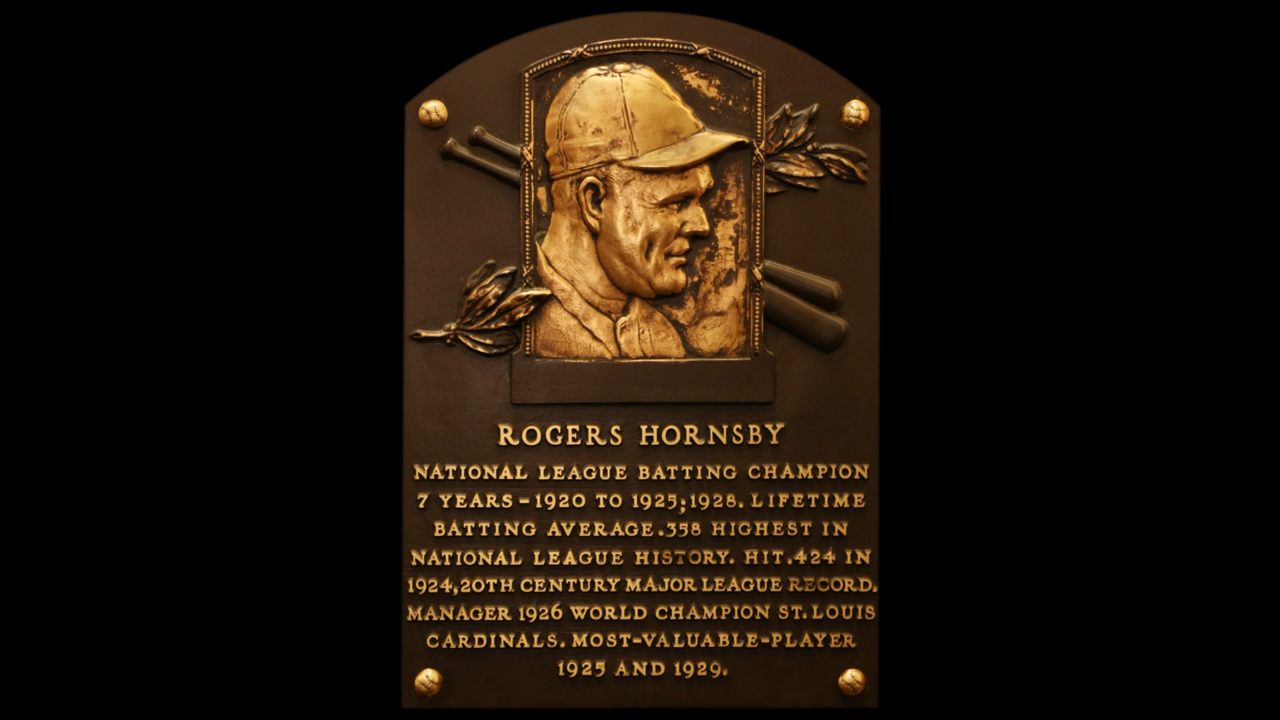 ROGERS HORNSBY
NATIONAL LEAGUE BATTING CHAMPION
7 YEARS-1920 TO 1925;1928. LIFETIME
BATTING AVERAGE .358 HIGHEST IN
NATIONAL LEAGUE HISTORY. HIT .424 IN
1924, 20TH CENTURY MAJOR LEAGUE RECORD.
MANAGER 1926 WORLD CHAMPION ST. LOUIS
CARDINALS. MOST-VALUABLE-PLAYER
1925 AND 1929.